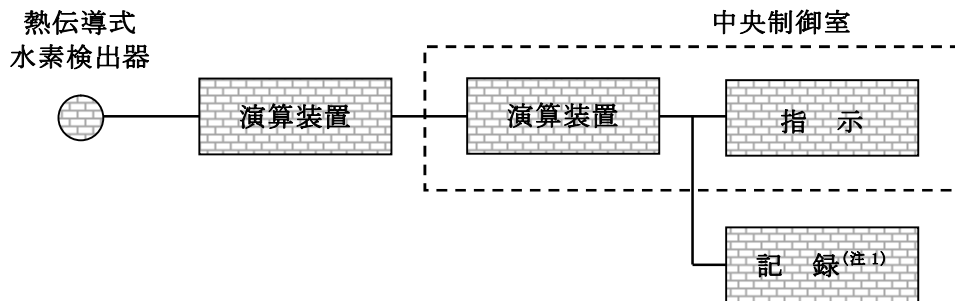 熱伝導式
水素検出器
中央制御室
演算装置
演算装置
指 示
記 録(注1)